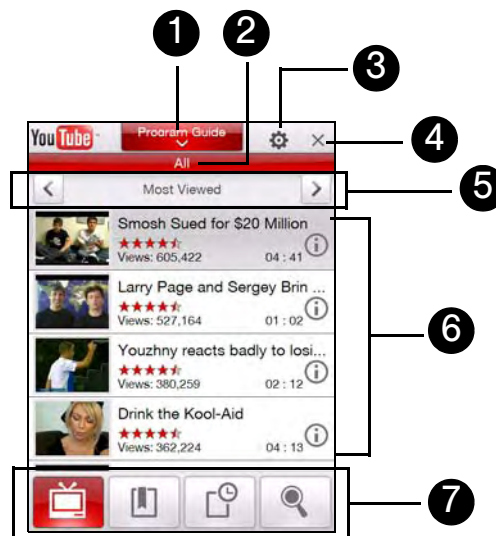 1
2
3
4
5
6
7
You Tube
Program Guide
All
Most Viewed
Smosh Sued for $20 Million
Views: 605,422
04 : 41
Larry Page and Sergey Brin ...
Views: 527,164
01 : 02
Youzhny reacts badly to losi...
Views: 380,259
02 : 12
Drink the Kool-Aid
Views: 362,224
04 : 13